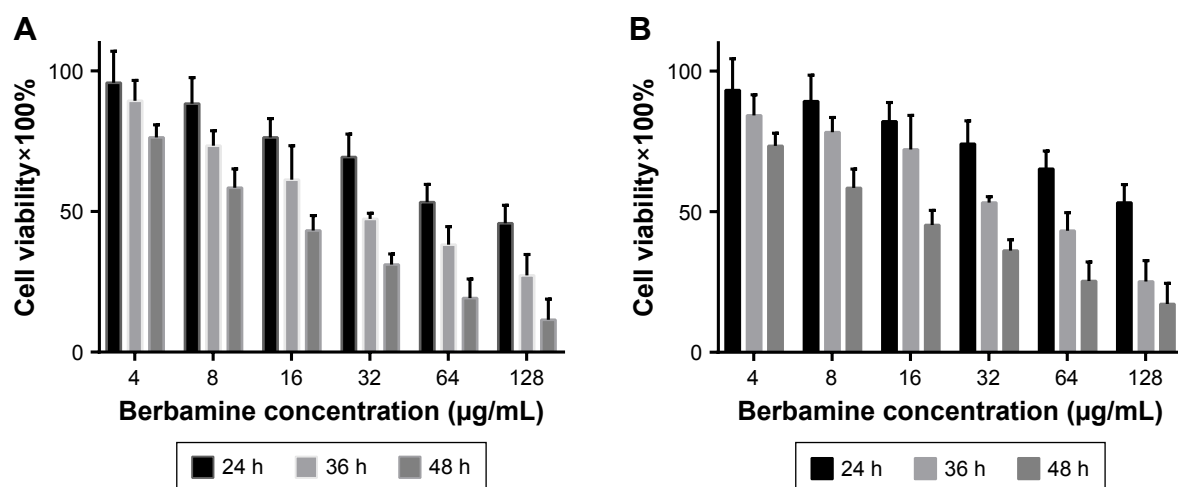 A
Cell viability×100%
100
50
0
4 8 16 32 64 128
Berbamine concentration (µg/mL)
24 h 36 h 48 h
B
Cell viability×100%
100
50
0
4 8 16 32 64 128
Berbamine concentration (µg/mL)
24 h 36 h 48 h